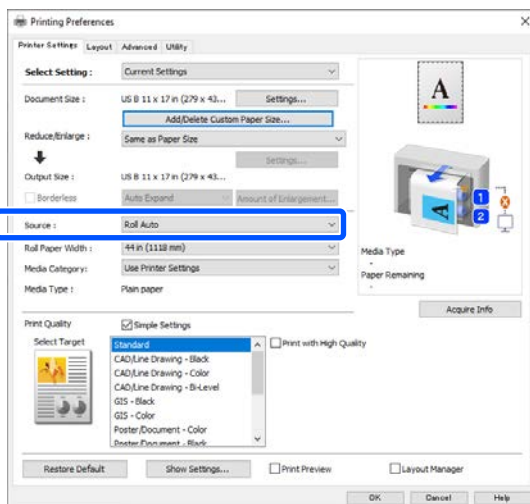 Printing Preferences
Printer Settings Layout Advanced Utility
Select Setting : Current Settings
Document Size : US B 11 x 17 in (279 x 43... Settings...
Add/Delete Custom Paper Size...
Reduce/Enlarge : Same as Paper Size
Settings...
Output Size : US B 11 x 17 in (279 x 43...
Borderless Auto Expand Amount of Enlargement...
Source : Roll Auto
Roll Paper Width : 44 in (1118 mm)
Media Category: Use Printer Settings
Media Type : Plain paper
A
A
1
2
Media Type
-
Paper Remaining
-
Acquire Info
Print Quality Simple Settings
Select Target Standard Print with High Quality
CAD/Line Drawing - Black
CAD/Line Drawing - Color
CAD/Line Drawing - Bi-Level
GIS - Black
GIS - Color
Poster/Document - Color
Poster/Document - Black
Restore Default Show Settings... Print Preview Layout Manager
OK Cancel Help